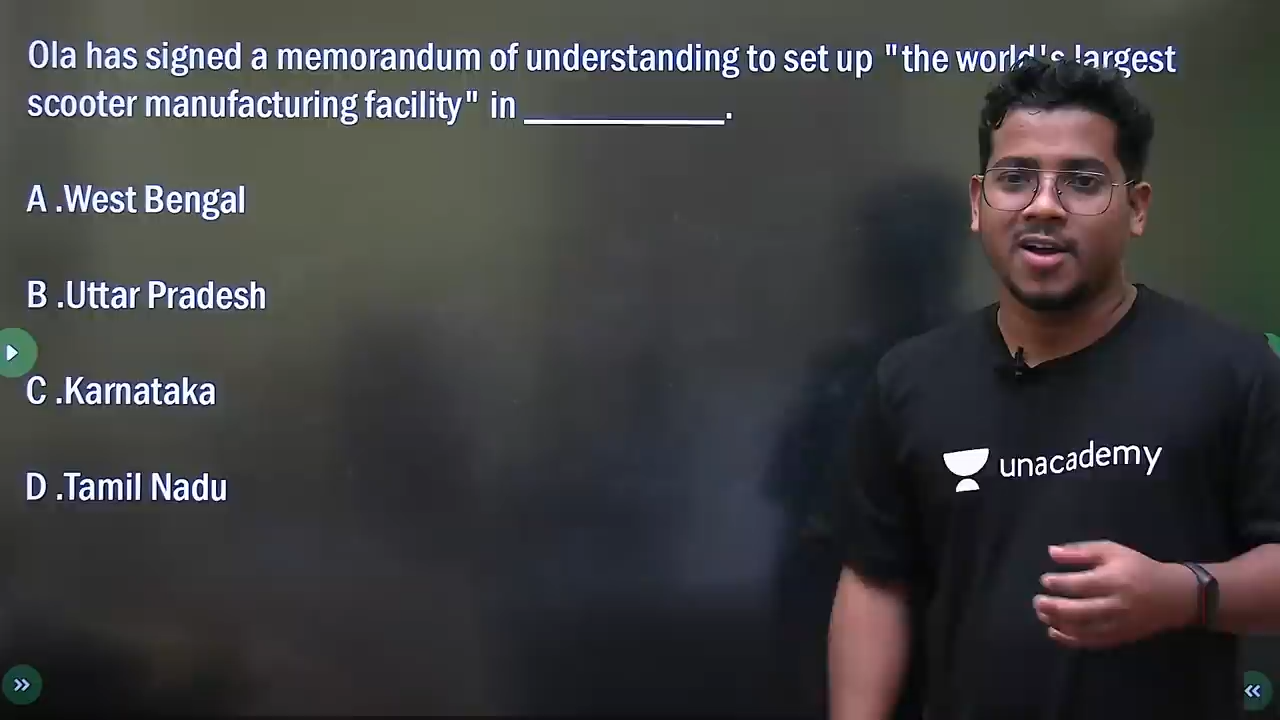 Ola has signed a memorandum of understanding to set up "the world's largest
scooter manufacturing facility" in __________.
A .West Bengal
B .Uttar Pradesh
C .Karnataka
D .Tamil Nadu
unacademy